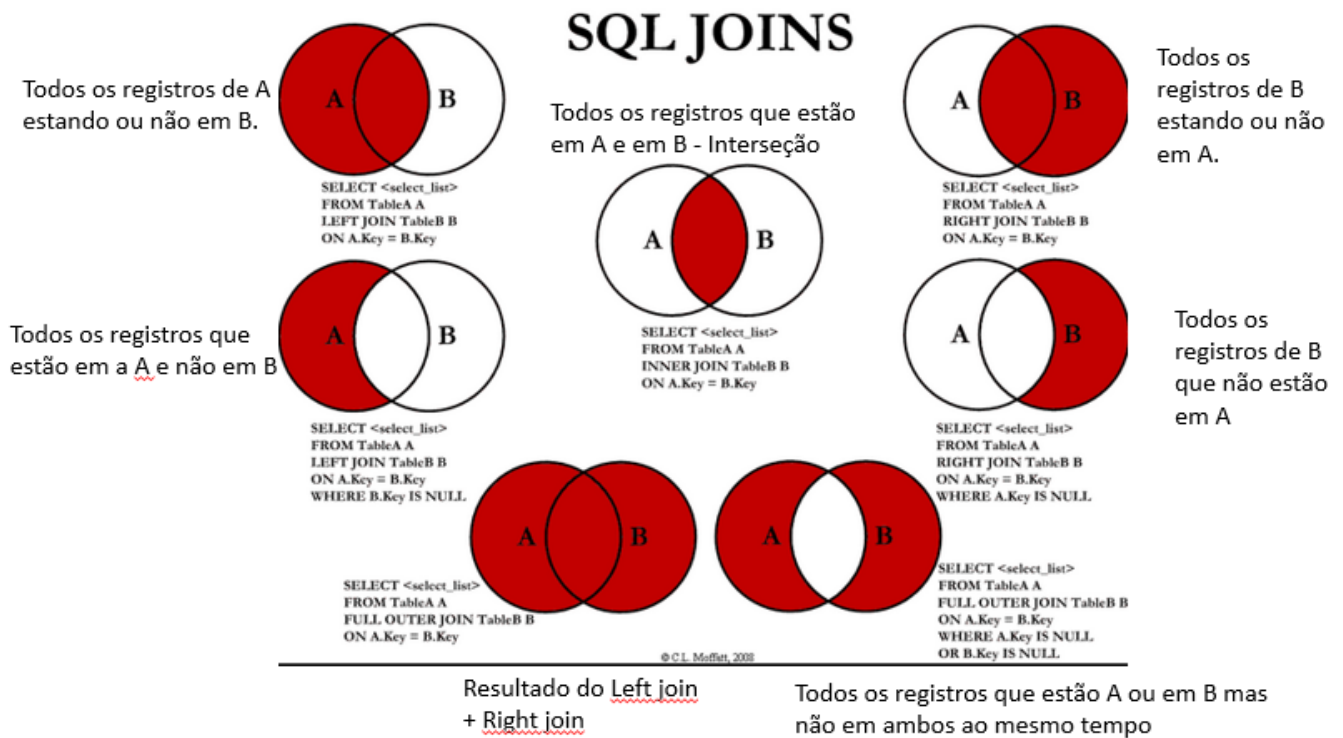 SQL JOINS
Todos os registros de A
estando ou não em B.
A B
SELECT <select_list>
FROM TableA A
LEFT JOIN TableB B
ON A.Key = B.Key
Todos os registros que estão
em A e em B - Interseção
A B
SELECT <select_list>
FROM TableA A
INNER JOIN TableB B
ON A.Key = B.Key
A B
Todos os
registros de B
estando ou não
em A.
SELECT <select_list>
FROM TableA A
RIGHT JOIN TableB B
ON A.Key = B.Key
Todos os registros que
estão em a A e não em B
A B
SELECT <select_list>
FROM TableA A
LEFT JOIN TableB B
ON A.Key = B.Key
WHERE B.Key IS NULL
A B
Todos os
registros de B
que não estão
em A
SELECT <select_list>
FROM TableA A
RIGHT JOIN TableB B
ON A.Key = B.Key
WHERE A.Key IS NULL
A B
SELECT <select_list>
FROM TableA A
FULL OUTER JOIN TableB B
ON A.Key = B.Key
A B
SELECT <select_list>
FROM TableA A
FULL OUTER JOIN TableB B
ON A.Key = B.Key
WHERE A.Key IS NULL
OR B.Key IS NULL
© C.L. Moffatt, 2008
Resultado do Left join
+ Right join
Todos os registros que estão A ou em B mas
não em ambos ao mesmo tempo